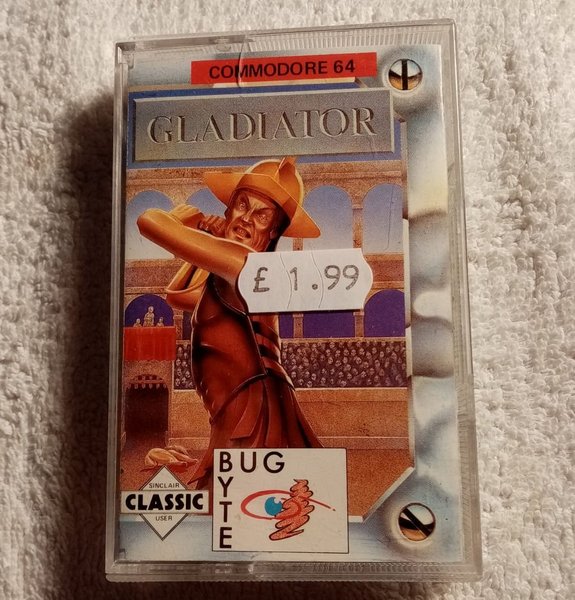 COMMODORE 64
GLADIATOR
£ 1.99
SINCLAIR
CLASSIC
USER
BUG
BYTE